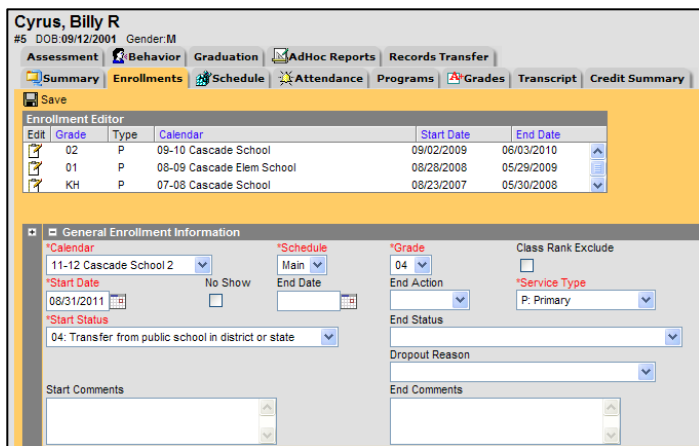 Cyrus, Billy R
#5 DOB:09/12/2001 Gender:M
Assessment Behavior Graduation AdHoc Reports Records Transfer
Summary Enrollments Schedule Attendance Programs A+ Grades Transcript Credit Summary
Save
Enrollment Editor
Edit Grade Type Calendar Start Date End Date
02 P 09-10 Cascade School 09/02/2009 06/03/2010
01 P 08-09 Cascade Elem School 08/28/2008 05/29/2009
KH P 07-08 Cascade School 08/23/2007 05/30/2008
General Enrollment Information
*Calendar *Schedule *Grade Class Rank Exclude
11-12 Cascade School 2 Main 04
*Start Date No Show End Date End Action *Service Type
08/31/2011 P: Primary
*Start Status End Status
04: Transfer from public school in district or state
Dropout Reason
Start Comments End Comments